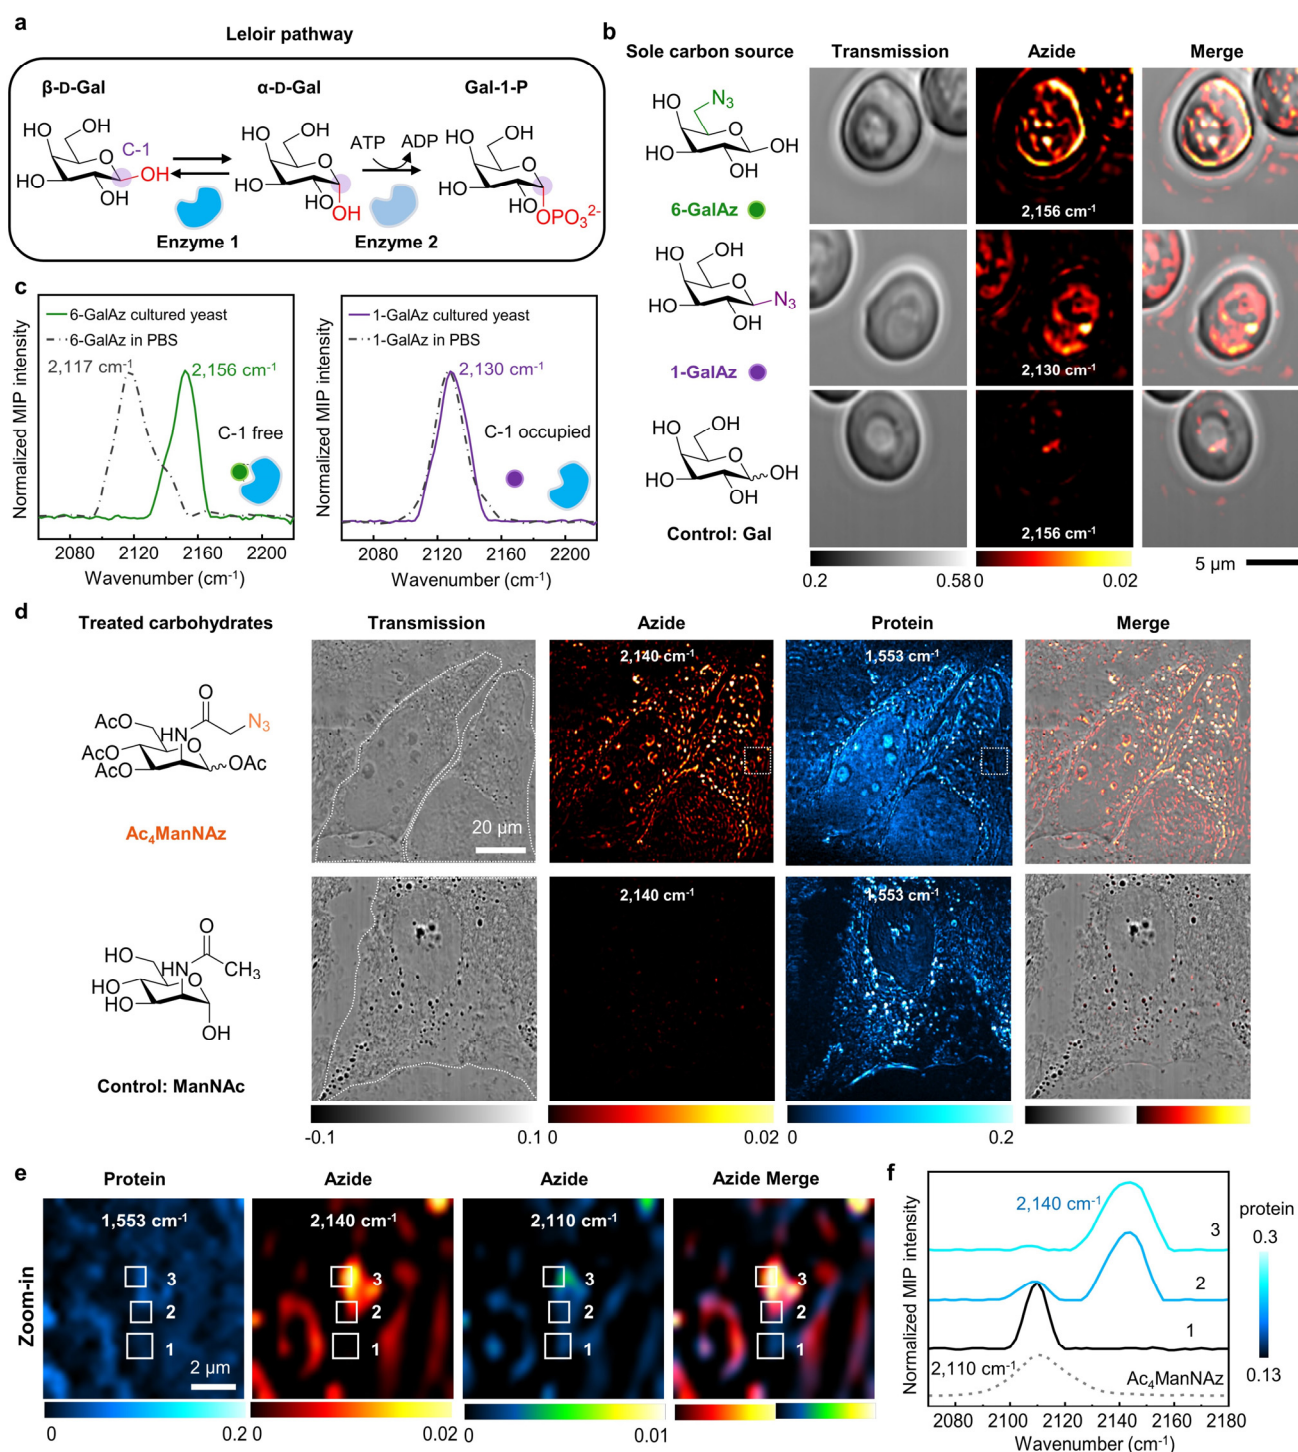 a
Leloir pathway
β-D-Gal
α-D-Gal
Gal-1-P
HO OH
C-1
HO
OH
OH
HO OH
HO
HO
OH
ATP ADP
HO OH
HO
HO
OPO₃²⁻
Enzyme 1
Enzyme 2
b
Sole carbon source
Transmission
Azide
Merge
N₃
HO
HO
OH
OH
6-GalAz
2,156 cm⁻¹
HO OH
HO
N₃
OH
1-GalAz
2,130 cm⁻¹
HO OH
HO
OH
OH
Control: Gal
2,156 cm⁻¹
0.2
0.58
0
0.02
5 μm
c
Normalized MIP intensity
6-GalAz cultured yeast
6-GalAz in PBS
2,117 cm⁻¹
2,156 cm⁻¹
C-1 free
2080 2120 2160 2200
Wavenumber (cm⁻¹)
Normalized MIP intensity
1-GalAz cultured yeast
1-GalAz in PBS
2,130 cm⁻¹
C-1 occupied
2080 2120 2160 2200
Wavenumber (cm⁻¹)
d
Treated carbohydrates
Transmission
Azide
Protein
Merge
O
N₃
AcO HN
AcO
AcO
O
OAc
Ac₄ManNAz
20 μm
2,140 cm⁻¹
1,553 cm⁻¹
O
HO HN CH₃
HO
HO
O
OH
Control: ManNAc
2,140 cm⁻¹
1,553 cm⁻¹
-0.1
0.1
0
0.02
0
0.2
e
Protein
Azide
Azide
Azide Merge
Zoom-in
1,553 cm⁻¹
3
2
1
2 μm
2,140 cm⁻¹
3
2
1
2,110 cm⁻¹
3
2
1
3
2
1
0
0.2
0
0.02
0
0.01
f
Normalized MIP intensity
2,140 cm⁻¹
3
2
1
2,110 cm⁻¹
Ac₄ManNAz
2080 2100 2120 2140 2160 2180
Wavenumber (cm⁻¹)
protein
0.3
0.13